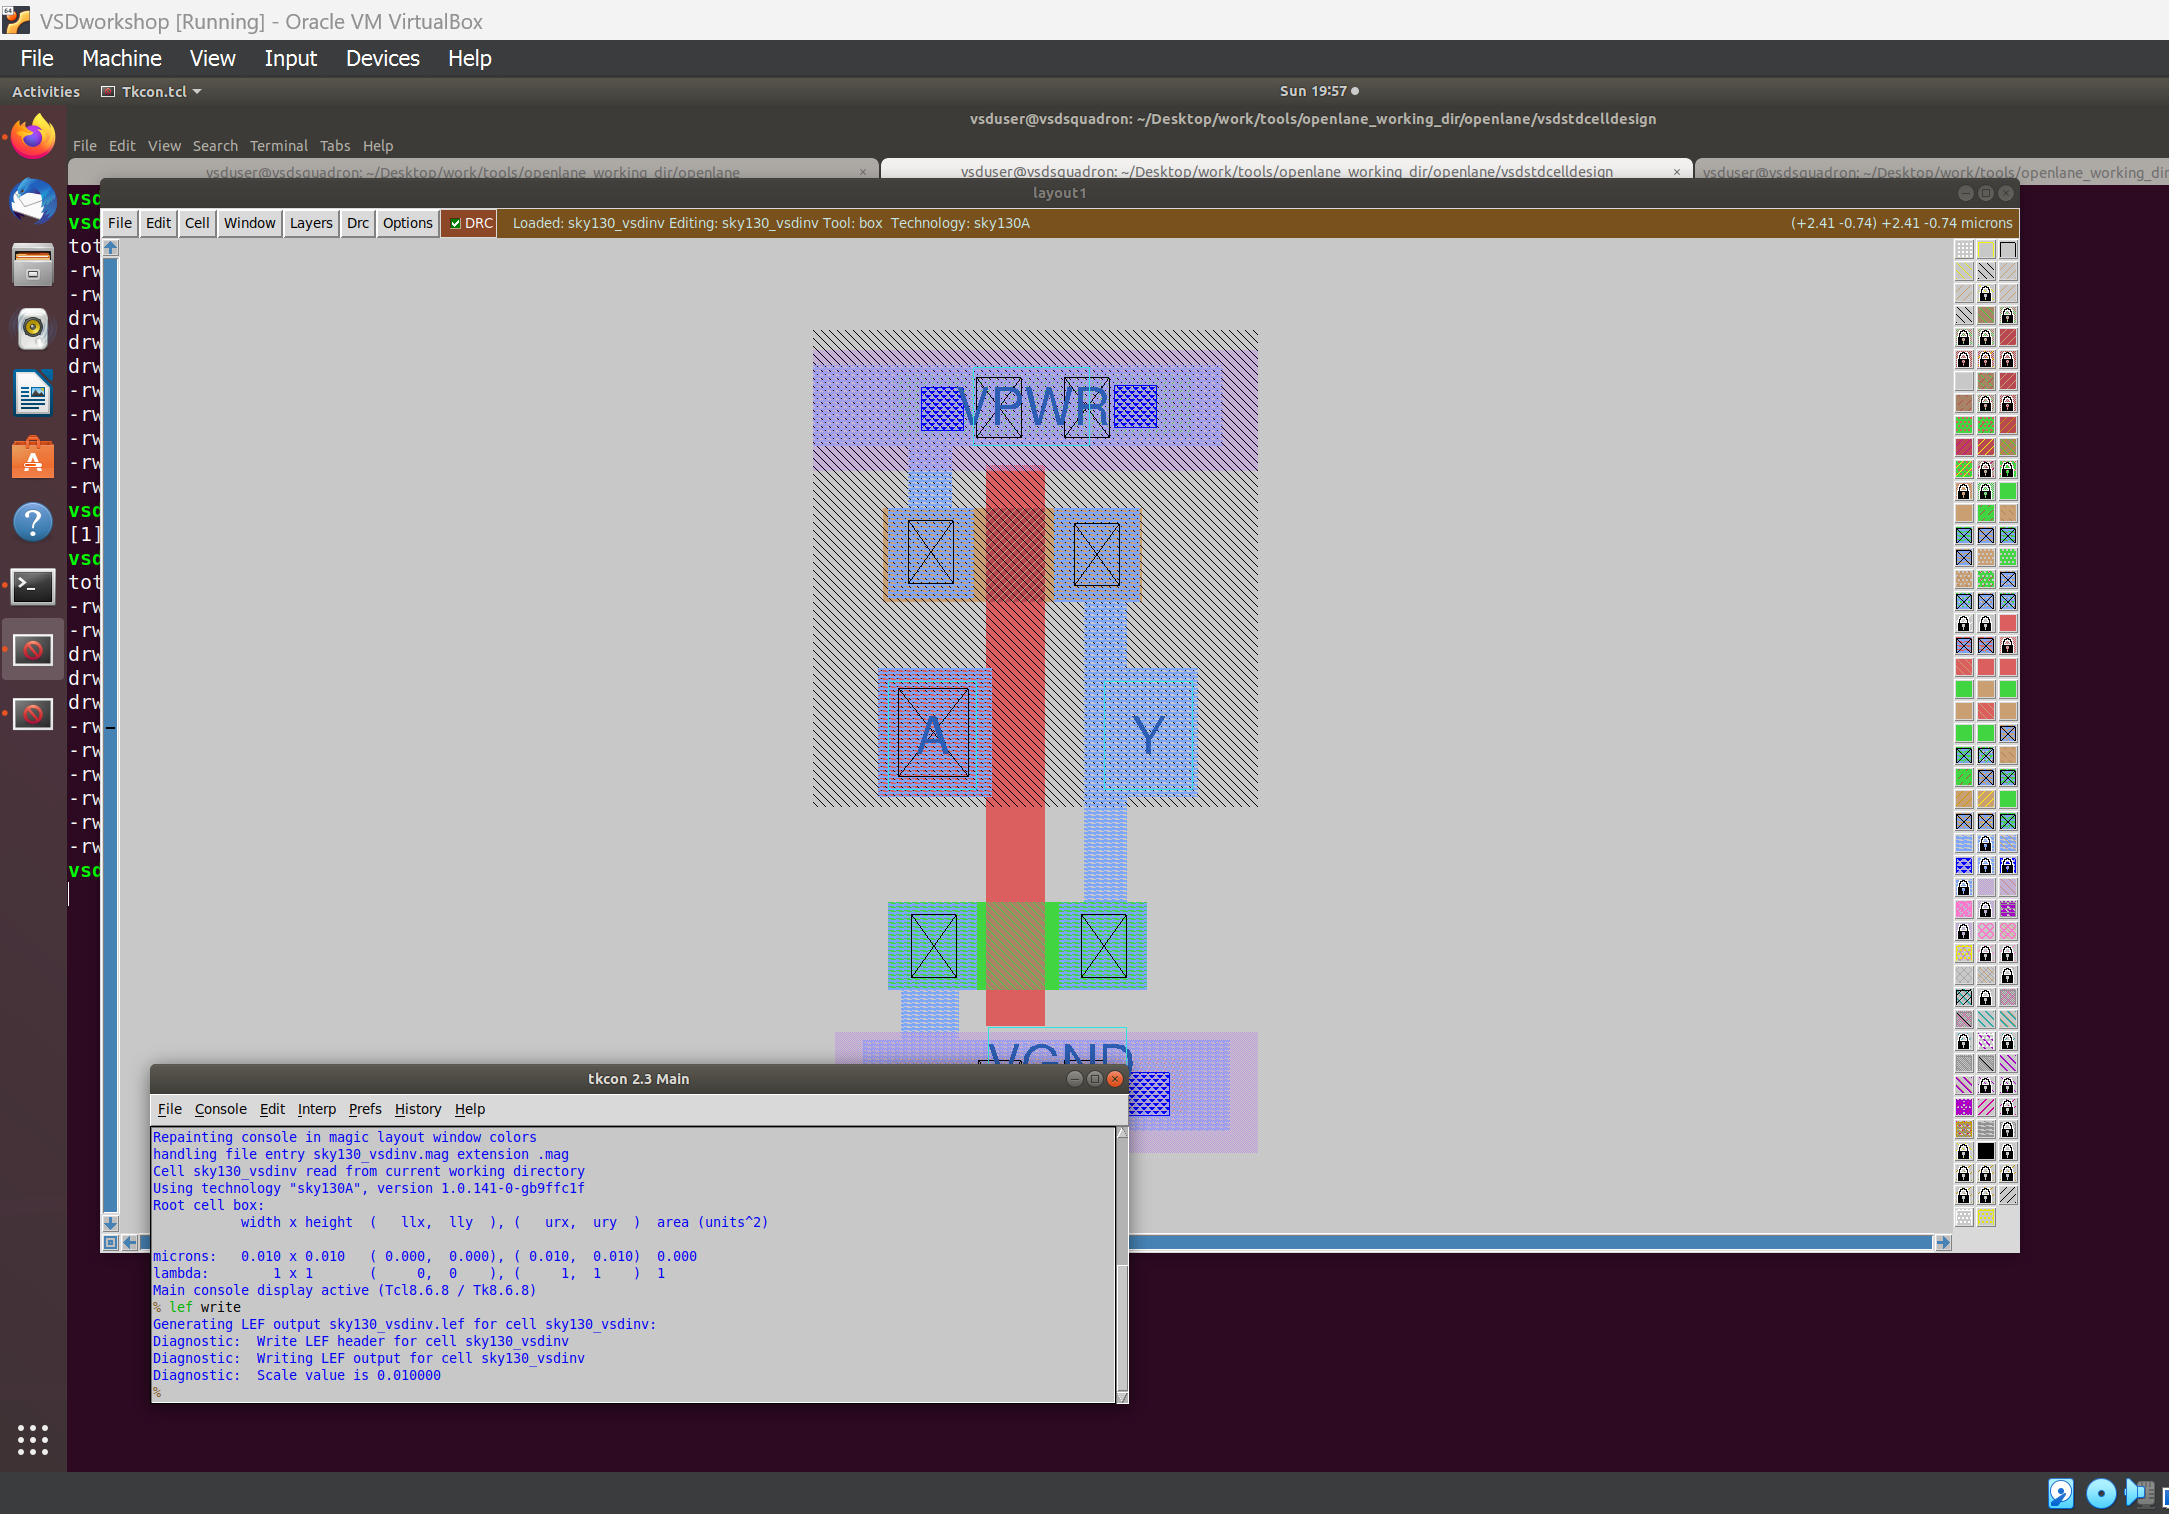 VSDworkshop [Running] - Oracle VM VirtualBox
File Machine View Input Devices Help
Activities Tkcon.tcl Sun 19:57
vsduser@vsdsquadron: ~/Desktop/work/tools/openlane_working_dir/openlane/vsdstdcelldesign
File Edit View Search Terminal Tabs Help
vsduser@vsdsquadron: ~/Desktop/work/tools/openlane_working_dir/openlane × vsduser@vsdsquadron: ~/Desktop/work/tools/openlane_working_dir/openlane/vsdstdcelldesign × vsduser@vsdsquadron: ~/Desktop/work/tools/openlane_working_dir
layout1
File Edit Cell Window Layers Drc Options DRC Loaded: sky130_vsdinv Editing: sky130_vsdinv Tool: box Technology: sky130A (+2.41 -0.74) +2.41 -0.74 microns
vsd
vsd
tot
-rw
-rw
drw
drw
drw
-rw
-rw
-rw
-rw
-rw
vsd
[1]
vsd
tot
-rw
-rw
drw
drw
drw
-rw
-rw
-rw
-rw
-rw
-rw
vsd
VPWR
A
Y
VGND
tkcon 2.3 Main
File Console Edit Interp Prefs History Help
Repainting console in magic layout window colors
handling file entry sky130_vsdinv.mag extension .mag
Cell sky130_vsdinv read from current working directory
Using technology "sky130A", version 1.0.141-0-gb9ffc1f
Root cell box:
width x height ( llx, lly ), ( urx, ury ) area (units^2)
microns: 0.010 x 0.010 ( 0.000, 0.000), ( 0.010, 0.010) 0.000
lambda: 1 x 1 ( 0, 0 ), ( 1, 1 ) 1
Main console display active (Tcl8.6.8 / Tk8.6.8)
% lef write
Generating LEF output sky130_vsdinv.lef for cell sky130_vsdinv:
Diagnostic: Write LEF header for cell sky130_vsdinv
Diagnostic: Writing LEF output for cell sky130_vsdinv
Diagnostic: Scale value is 0.010000
%